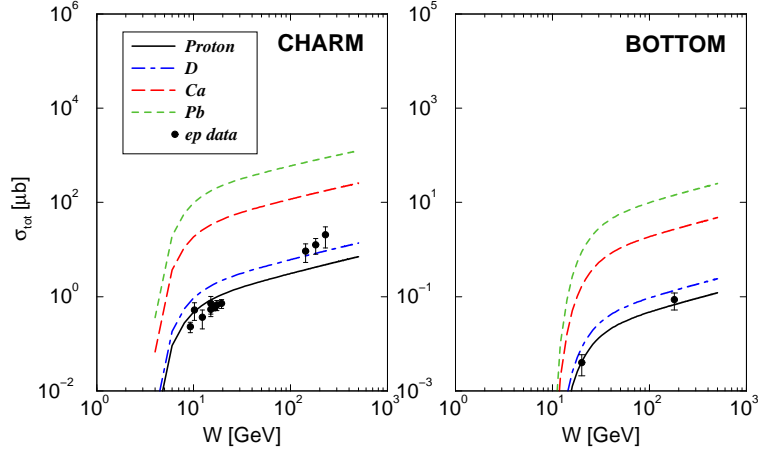 CHARM
BOTTOM
Proton
D
Ca
Pb
ep data
σtot [μb]
10^6
10^4
10^2
10^0
10^−2
10^5
10^3
10^1
10^−1
10^−3
10^0 10^1 10^2 10^3
10^0 10^1 10^2 10^3
W [GeV]
W [GeV]